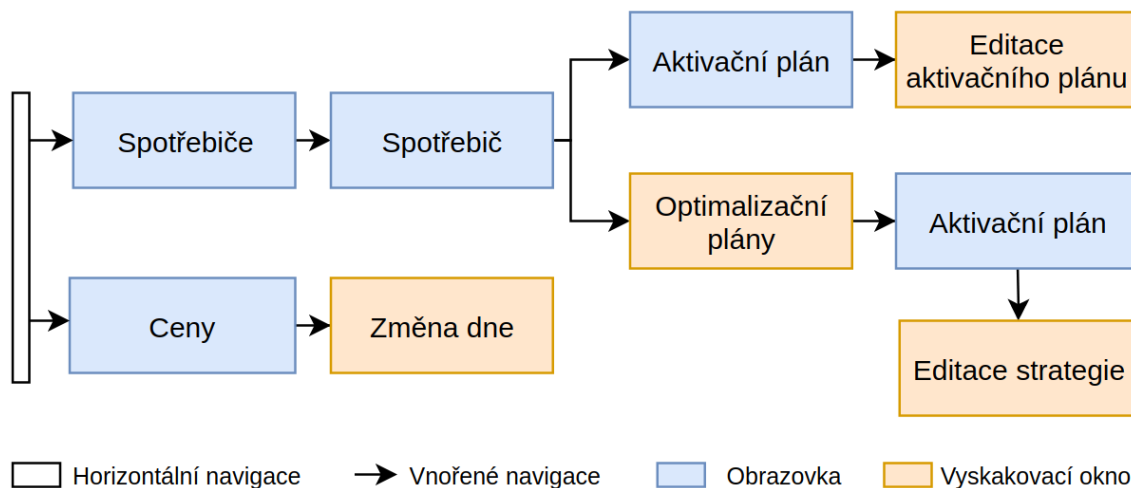 Aktivační plán
Editace
aktivačního plánu
Spotřebiče
Spotřebič
Optimalizační
plány
Aktivační plán
Ceny
Změna dne
Editace strategie
Horizontální navigace
Vnořené navigace
Obrazovka
Vyskakovací okno